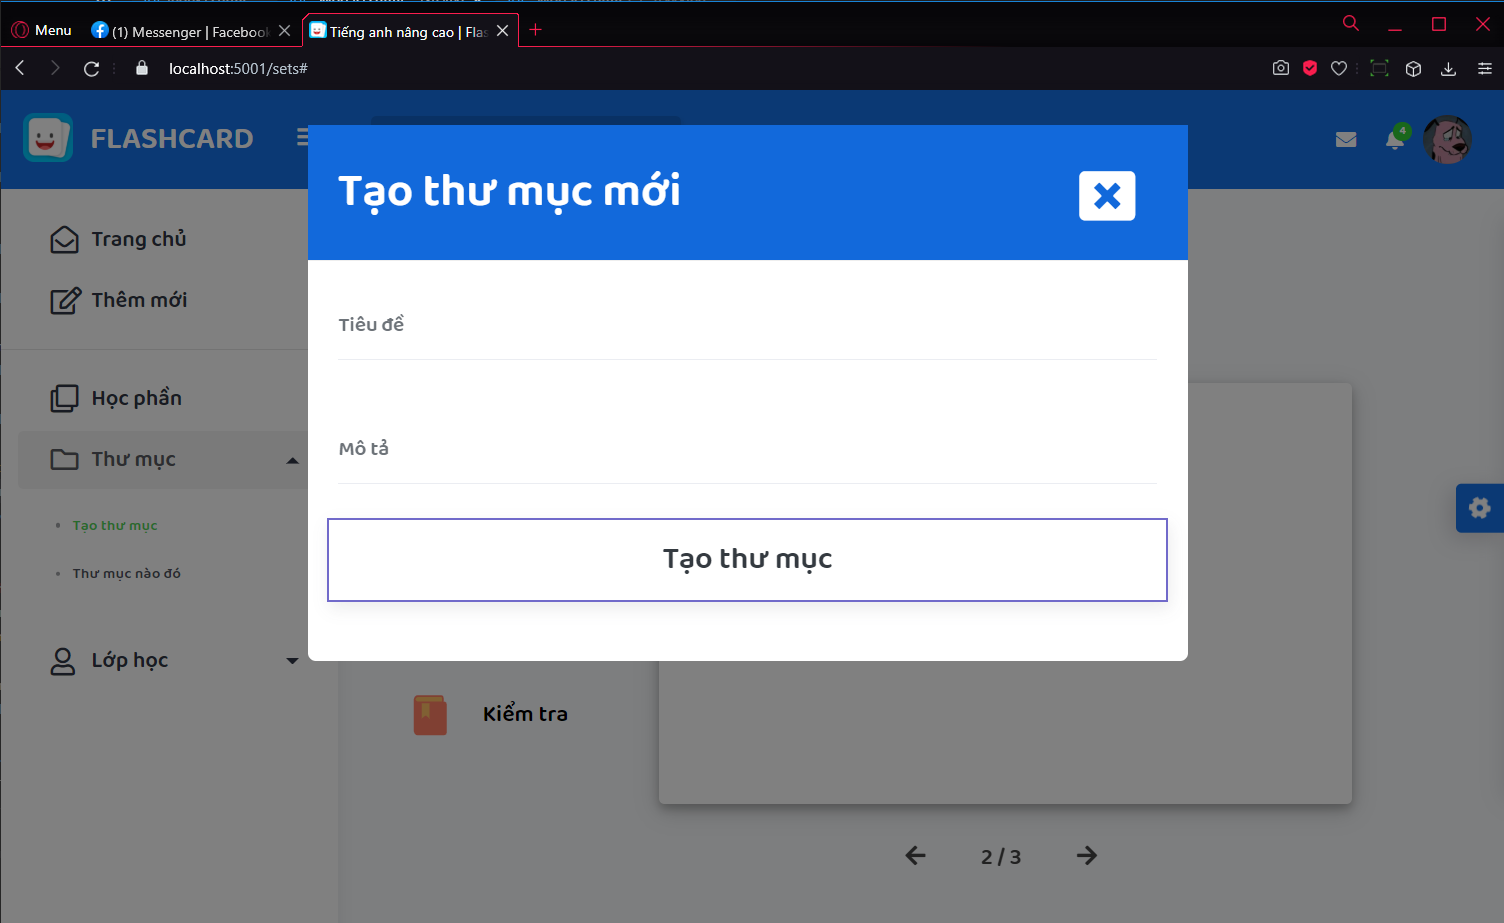 Menu
(1) Messenger | Facebook
Tiếng anh nâng cao | Flas
localhost:5001/sets#
FLASHCARD
4
Tạo thư mục mới
Trang chủ
Thêm mới
Học phần
Thư mục
Tạo thư mục
Thư mục nào đó
Lớp học
Tiêu đề
Mô tả
Tạo thư mục
Kiểm tra
2 / 3